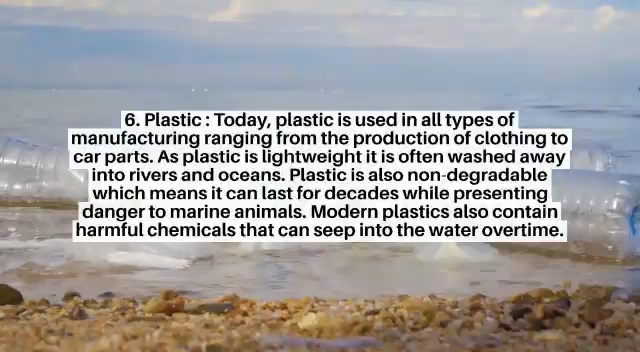 6. Plastic : Today, plastic is used in all types of
manufacturing ranging from the production of clothing to
car parts. As plastic is lightweight it is often washed away
into rivers and oceans. Plastic is also non-degradable
which means it can last for decades while presenting
danger to marine animals. Modern plastics also contain
harmful chemicals that can seep into the water overtime.